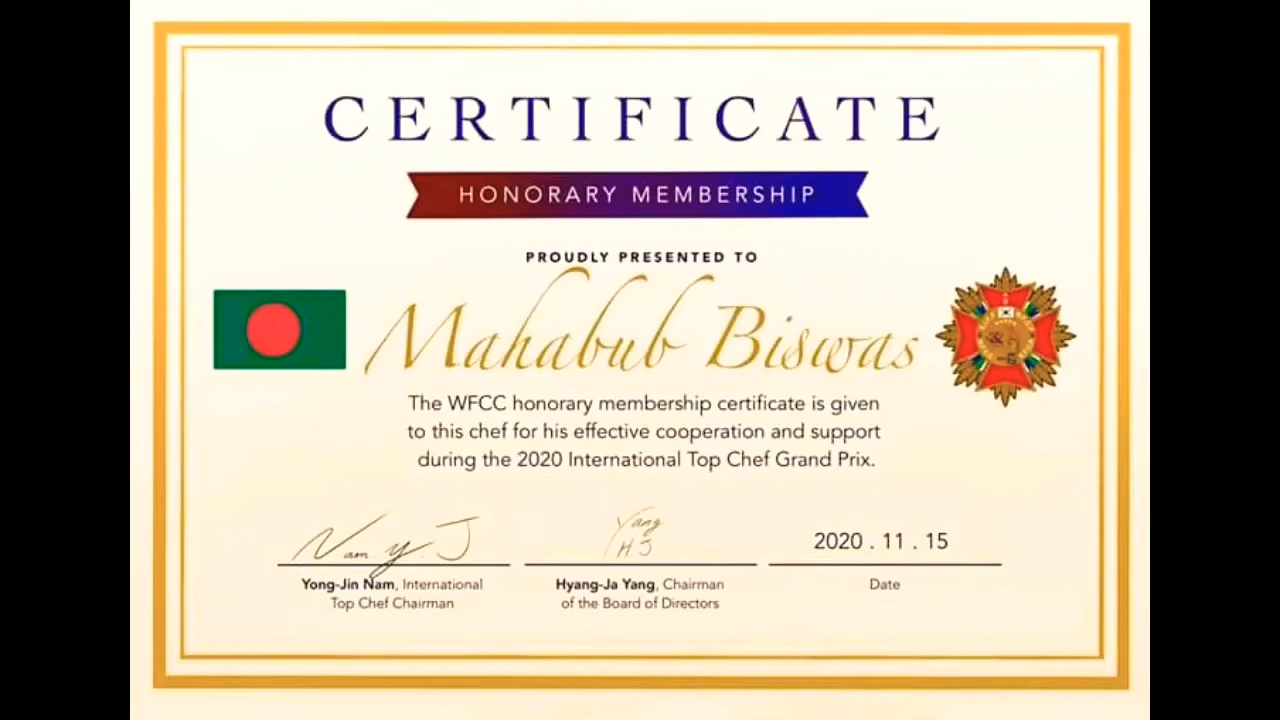 CERTIFICATE
HONORARY MEMBERSHIP
PROUDLY PRESENTED TO
Mahabub Biswas
The WFCC honorary membership certificate is given
to this chef for his effective cooperation and support
during the 2020 International Top Chef Grand Prix.
Nam Y. J
Yang
H J
2020 . 11 . 15
Yong-Jin Nam, International
Top Chef Chairman
Hyang-Ja Yang, Chairman
of the Board of Directors
Date